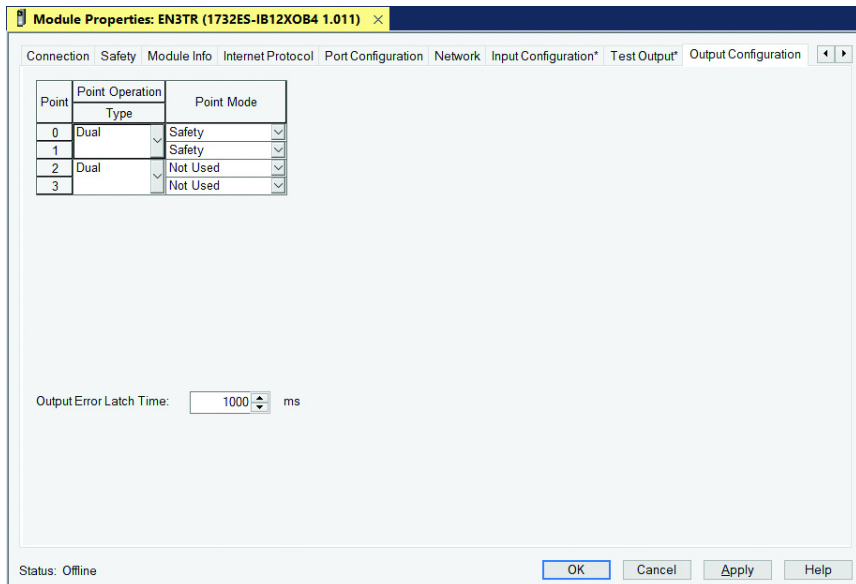 Module Properties: EN3TR (1732ES-IB12XOB4 1.011) ×
Connection Safety Module Info Internet Protocol Port Configuration Network Input Configuration* Test Output* Output Configuration
Point Point Operation Point Mode
Type
0 Dual Safety
1 Safety
2 Dual Not Used
3 Not Used
Output Error Latch Time: 1000 ms
Status: Offline OK Cancel Apply Help